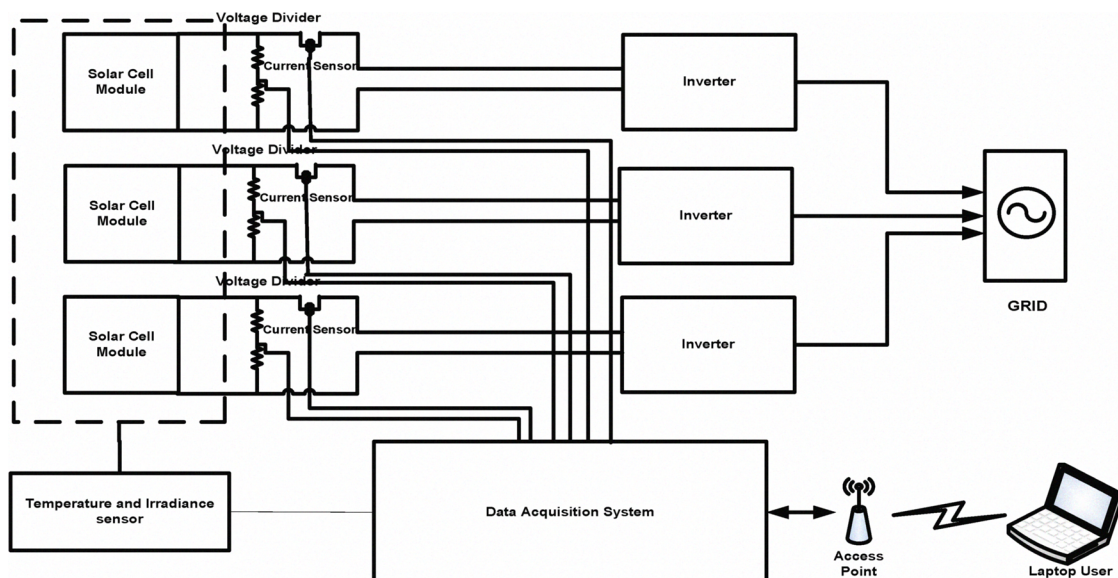 Voltage Divider
Solar Cell
Module
Current Sensor
Inverter
Voltage Divider
Solar Cell
Module
Current Sensor
Inverter
Voltage Divider
Solar Cell
Module
Current Sensor
Inverter
GRID
Temperature and Irradiance
sensor
Data Acquisition System
Access
Point
Laptop User